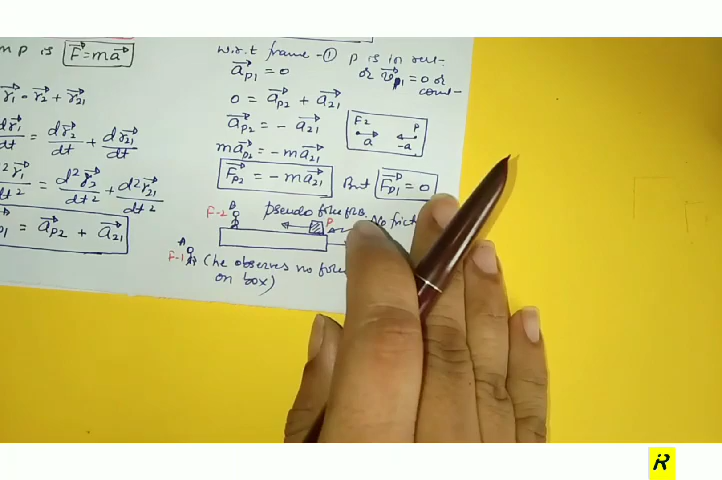 m p is F⃗=ma⃗
r⃗1 = r⃗2 + r⃗21
dr⃗1/dt = dr⃗2/dt + dr⃗21/dt
²r⃗1/dt² = d²r⃗2/dt² + d²r⃗21/dt²
p1 = a⃗p2 + a⃗21
w.r.t frame-① p is in rest
or v⃗p1 = 0 or
const-
a⃗p1 = 0
0 = a⃗p2 + a⃗21
a⃗p2 = - a⃗21
F2 P
a⃗ -a⃗
ma⃗p2 = -ma⃗21
F⃗p2 = -ma⃗21 But F⃗p1 = 0
pseudo force
F-2 B P No frict
A
F-1 (he observes no force
on box)
R